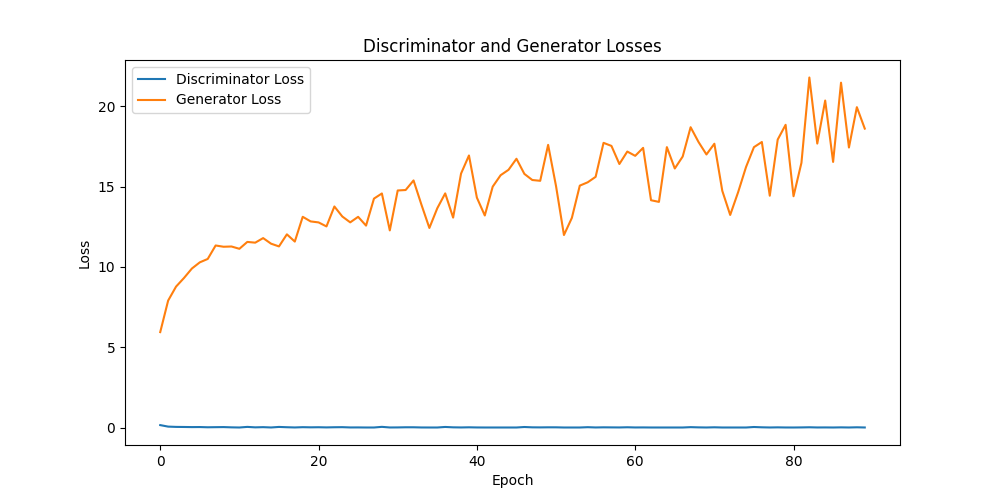 Discriminator and Generator Losses
Discriminator Loss
Generator Loss
20
15
10
5
0
Loss
0 20 40 60 80
Epoch